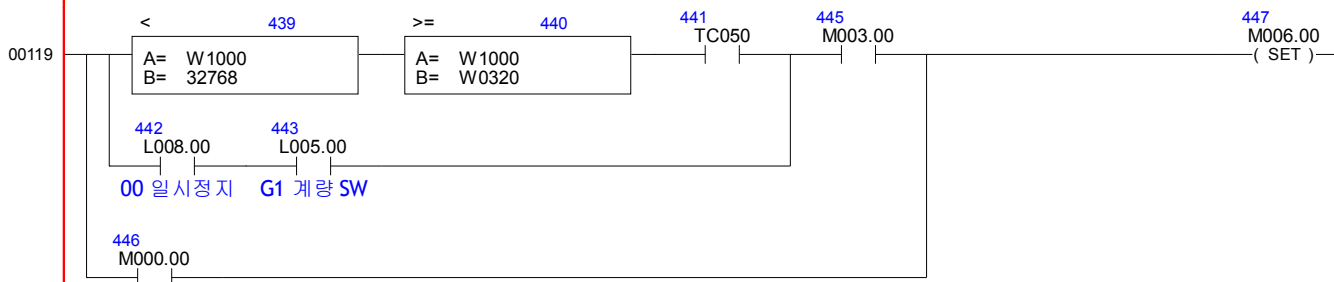 < 439 >= 440 441 445 447
TC050 M003.00 M006.00
00119 A= W1000 A= W1000 ( SET )
B= 32768 B= W0320
442 443
L008.00 L005.00
00 일시정지 G1 계량 SW
446
M000.00